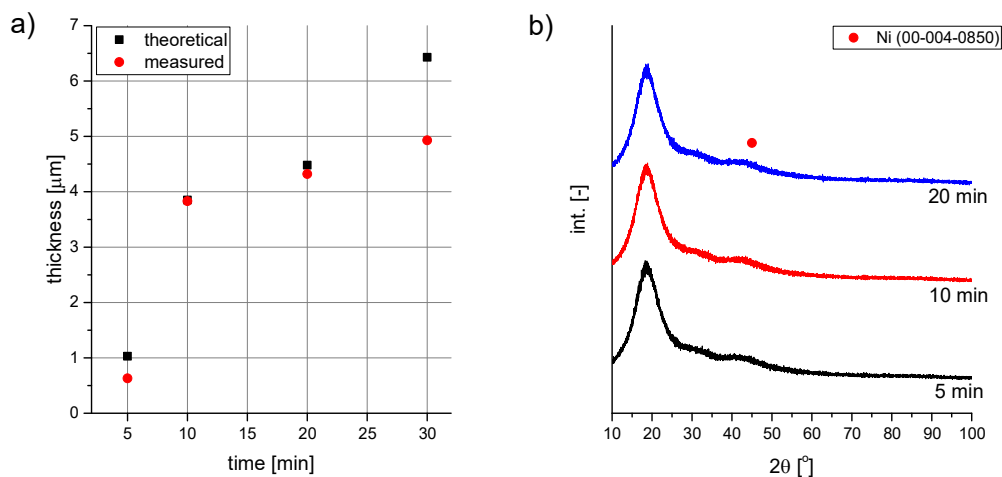 a)
theoretical
measured
thickness [µm]
7
6
5
4
3
2
1
0
5 10 15 20 25 30
time [min]
b)
Ni (00-004-0850)
int. [-]
20 min
10 min
5 min
10 20 30 40 50 60 70 80 90 100
2θ [°]